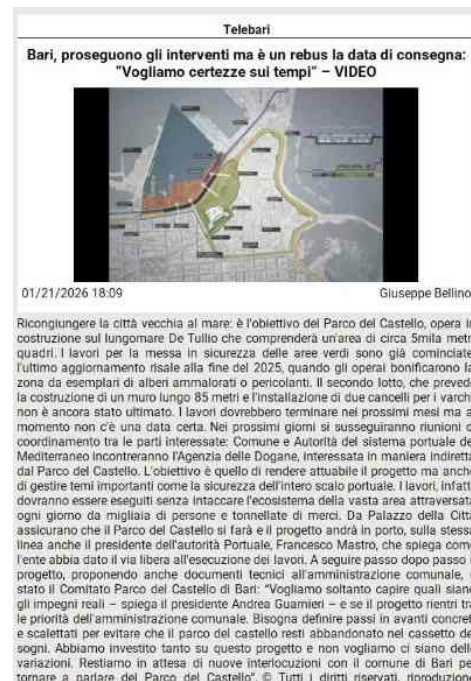 Telebari
Bari, proseguono gli interventi ma è un rebus la data di consegna:
"Vogliamo certezze sui tempi" – VIDEO
01/21/2026 18:09
Giuseppe Bellino
Ricongiungere la città vecchia al mare: è l'obiettivo del Parco del Castello, opera in
costruzione sul lungomare De Tullio che comprenderà un'area di circa 5mila metri
quadri. I lavori per la messa in sicurezza delle aree verdi sono già cominciate,
l'ultimo aggiornamento risale alla fine del 2025, quando gli operai bonificarono la
zona da esemplari di alberi ammalorati o pericolanti. Il secondo lotto, che prevede
la costruzione di un muro lungo 85 metri e l'installazione di due cancelli per i varchi,
non è ancora stato ultimato. I lavori dovrebbero terminare nei prossimi mesi ma al
momento non c'è una data certa. Nei prossimi giorni si susseguiranno riunioni di
coordinamento tra le parti interessate: Comune e Autorità del sistema portuale del
Mediterraneo incontreranno l'Agenzia delle Dogane, interessata in maniera indiretta
dal Parco del Castello. L'obiettivo è quello di rendere attuabile il progetto ma anche
di gestire temi importanti come la sicurezza dell'intero scalo portuale. I lavori, infatti,
dovranno essere eseguiti senza intaccare l'ecosistema della vasta area attraversata
ogni giorno da migliaia di persone e tonnellate di merci. Da Palazzo della Città
assicurano che il Parco del Castello si farà e il progetto andrà in porto, sulla stessa
linea anche il presidente dell'autorità Portuale, Francesco Mastro, che spiega come
l'ente abbia dato il via libera all'esecuzione dei lavori. A seguire passo dopo passo il
progetto, proponendo anche documenti tecnici all'amministrazione comunale, è
stato il Comitato Parco del Castello di Bari: "Vogliamo soltanto capire quali siano
gli impegni reali – spiega il presidente Andrea Guarnieri – e se il progetto rientri tra
le priorità dell'amministrazione comunale. Bisogna definire passi in avanti concreti
e scalettati per evitare che il parco del castello resti abbandonato nel cassetto dei
sogni. Abbiamo investito tanto su questo progetto e non vogliamo ci siano delle
variazioni. Restiamo in attesa di nuove interlocuzioni con il comune di Bari per
tornare a parlare del Parco del Castello". © Tutti i diritti riservati, riproduzione